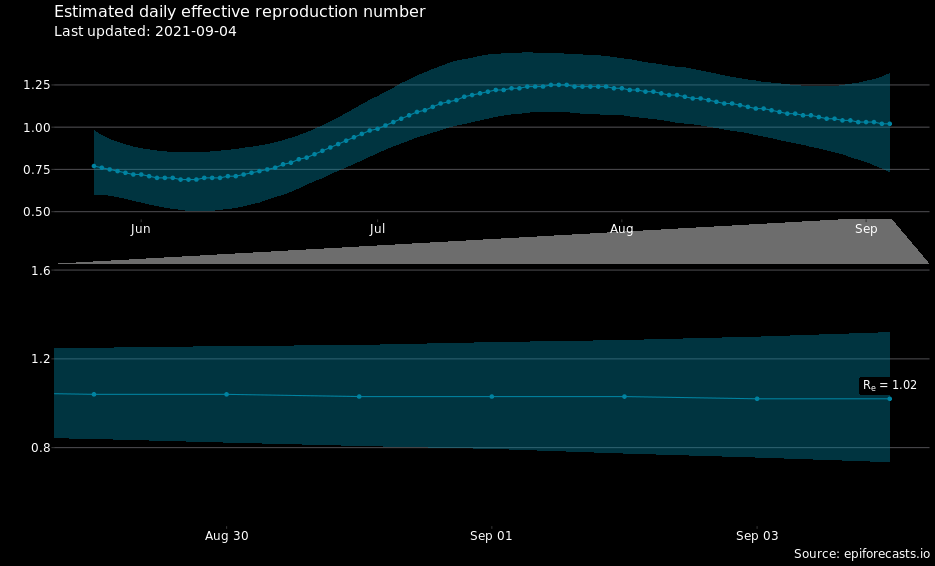 Estimated daily effective reproduction number
Last updated: 2021-09-04
1.25
1.00
0.75
0.50
Jun Jul Aug Sep
1.6
1.2
Re = 1.02
0.8
Aug 30 Sep 01 Sep 03
Source: epiforecasts.io